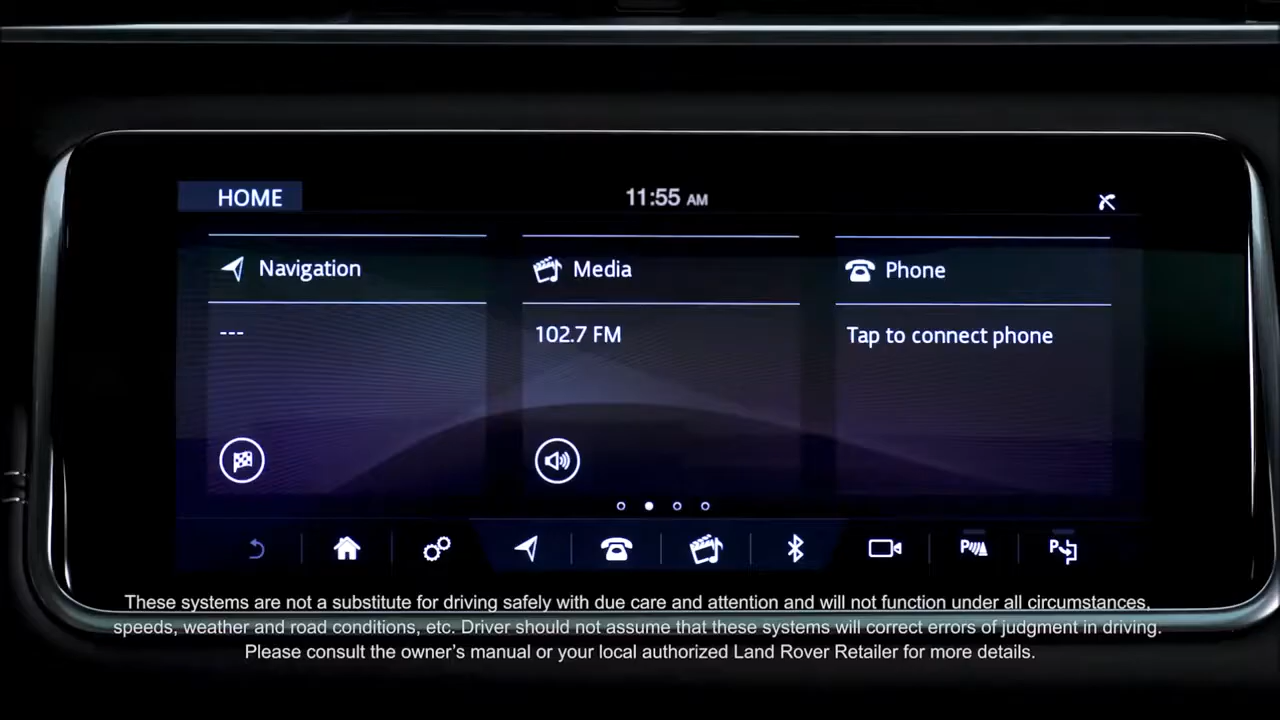 HOME
11:55 AM
Navigation
Media
Phone
---
102.7 FM
Tap to connect phone
P
P
These systems are not a substitute for driving safely with due care and attention and will not function under all circumstances,
speeds, weather and road conditions, etc. Driver should not assume that these systems will correct errors of judgment in driving.
Please consult the owner's manual or your local authorized Land Rover Retailer for more details.